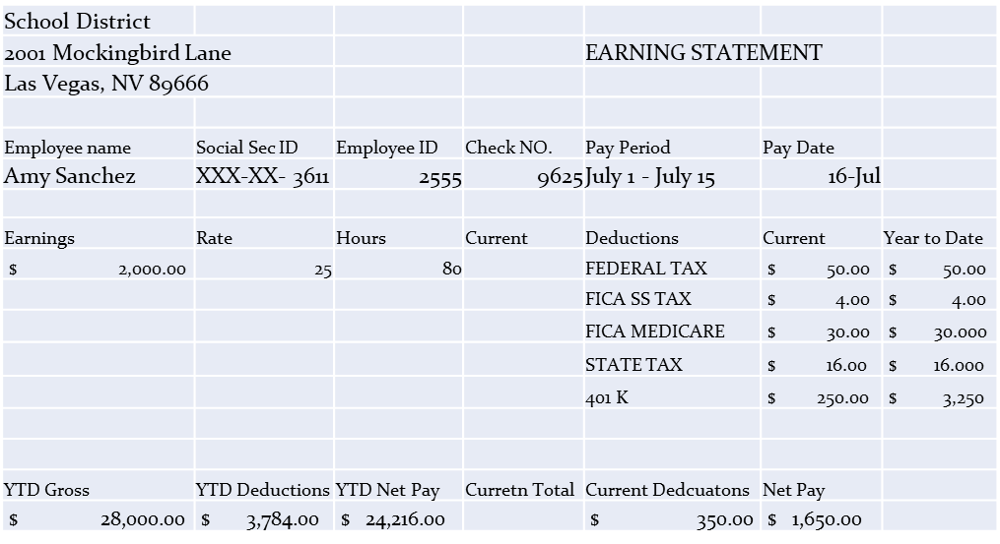 School District
2001 Mockingbird Lane EARNING STATEMENT
Las Vegas, NV 89666
Employee name Social Sec ID Employee ID Check NO. Pay Period Pay Date
Amy Sanchez XXX-XX- 3611 2555 9625 July 1 - July 15 16-Jul
Earnings Rate Hours Current Deductions Current Year to Date
$ 2,000.00 25 80 FEDERAL TAX $ 50.00 $ 50.00
FICA SS TAX $ 4.00 $ 4.00
FICA MEDICARE $ 30.00 $ 30.000
STATE TAX $ 16.00 $ 16.000
401 K $ 250.00 $ 3,250
YTD Gross YTD Deductions YTD Net Pay Curretn Total Current Dedcuatons Net Pay
$ 28,000.00 $ 3,784.00 $ 24,216.00 $ 350.00 $ 1,650.00